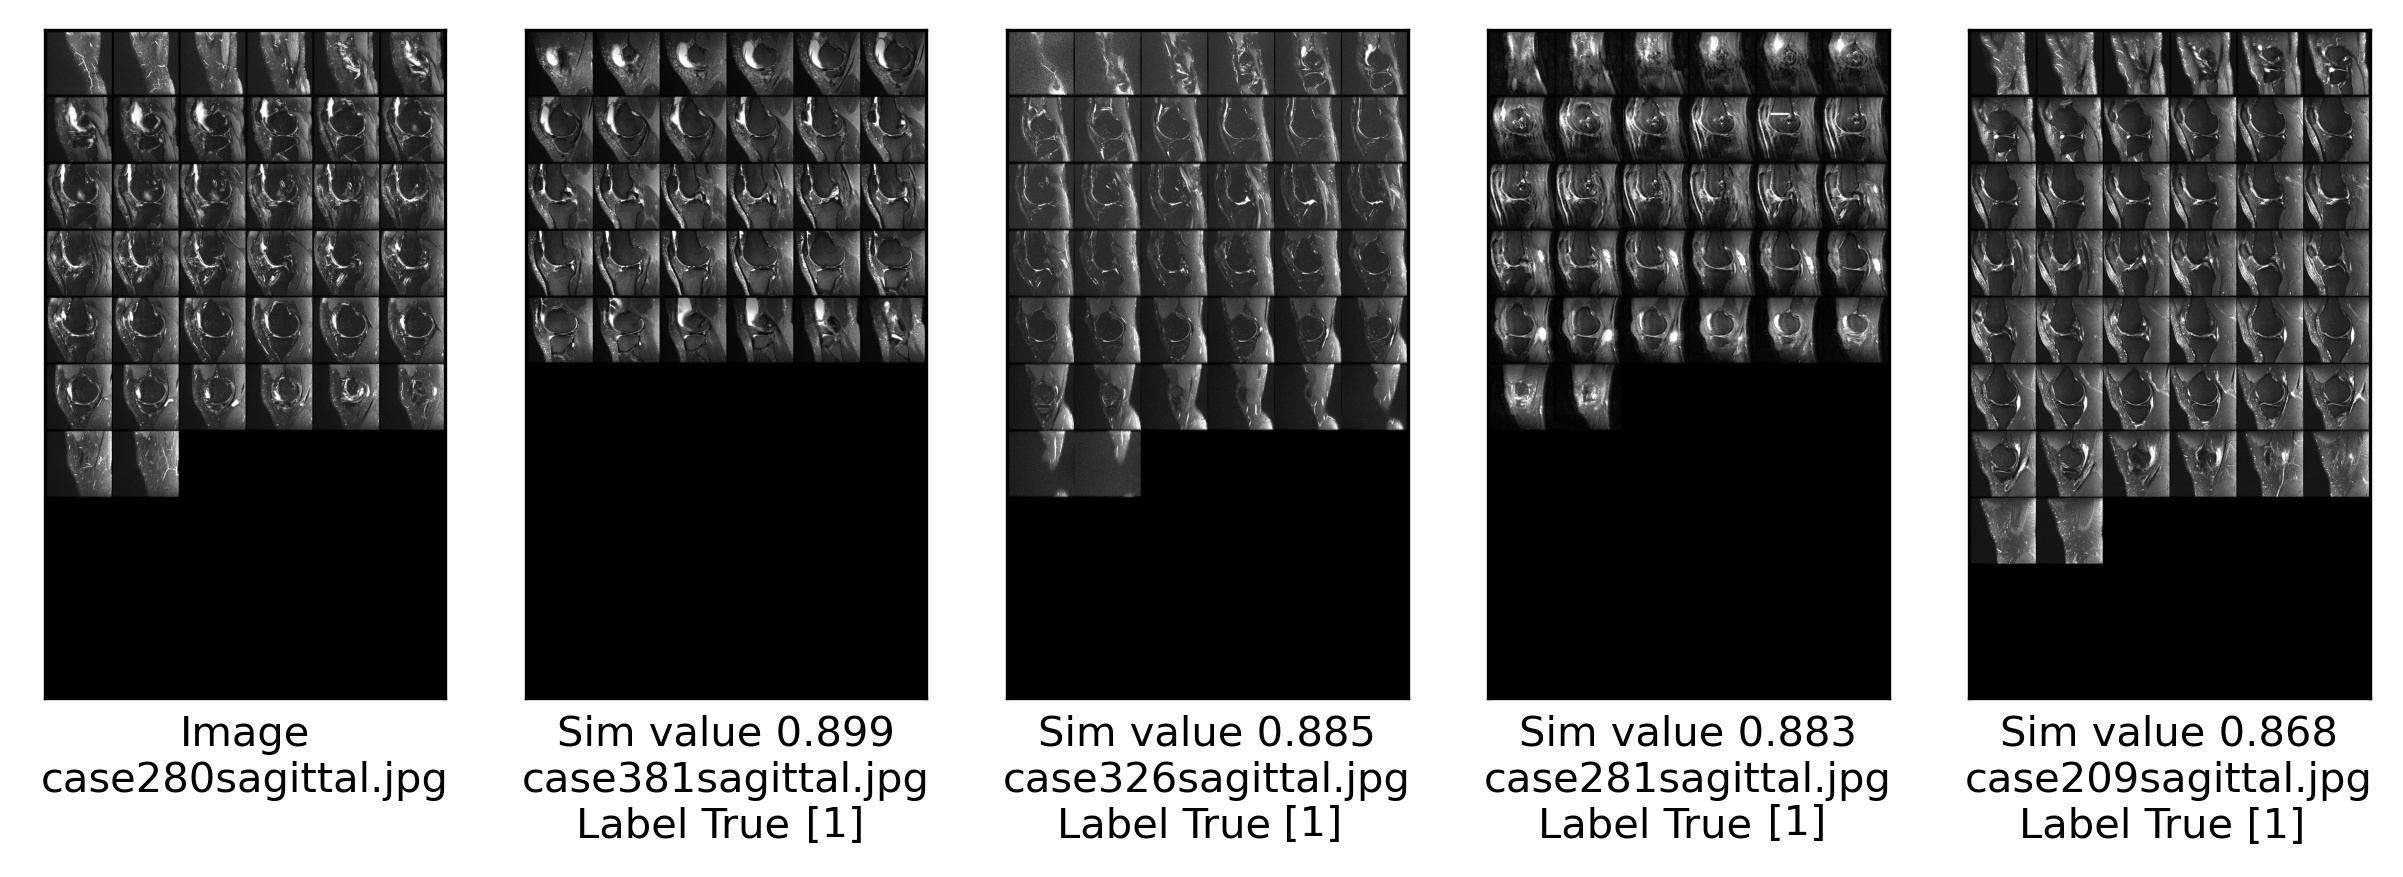 Image
case280sagittal.jpg
Sim value 0.899
case381sagittal.jpg
Label True [1]
Sim value 0.885
case326sagittal.jpg
Label True [1]
Sim value 0.883
case281sagittal.jpg
Label True [1]
Sim value 0.868
case209sagittal.jpg
Label True [1]